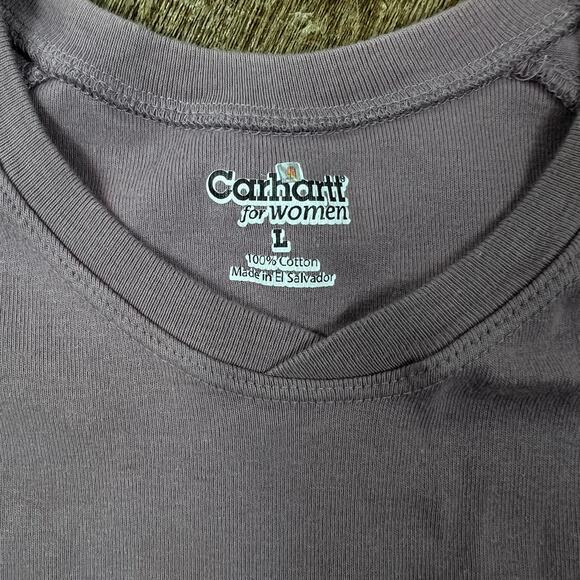 Carhartt®
for women
L
100% Cotton
Made in El Salvador